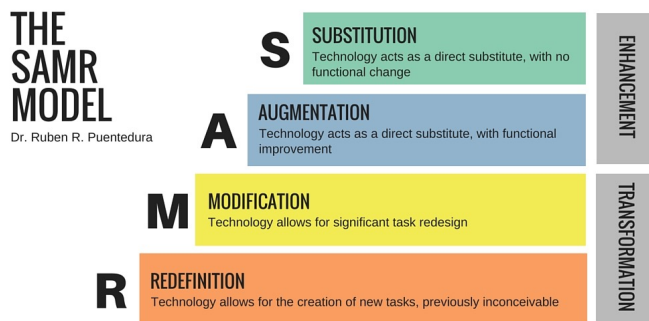 THE
SAMR
MODEL
Dr. Ruben R. Puentedura
S
SUBSTITUTION
Technology acts as a direct substitute, with no
functional change
A
AUGMENTATION
Technology acts as a direct substitute, with functional
improvement
ENHANCEMENT
M
MODIFICATION
Technology allows for significant task redesign
R
REDEFINITION
Technology allows for the creation of new tasks, previously inconceivable
TRANSFORMATION